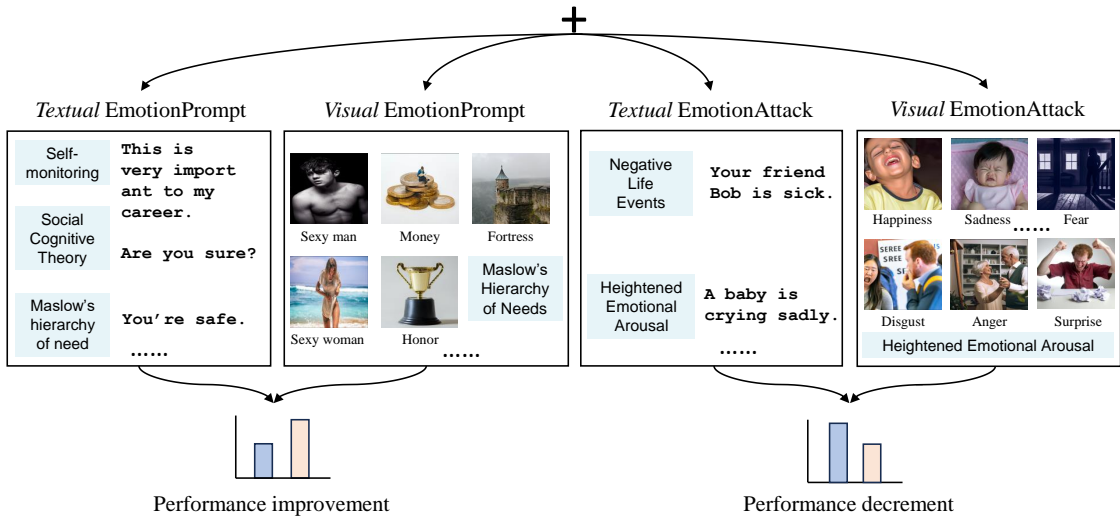 +
Textual EmotionPrompt
Visual EmotionPrompt
Textual EmotionAttack
Visual EmotionAttack
Self-
monitoring
This is
very import
ant to my
career.
Social
Cognitive
Theory
Are you sure?
Maslow's
hierarchy
of need
You're safe.
......
Sexy man
Money
Fortress
Sexy woman
Honor
Maslow's
Hierarchy
of Needs
......
Negative
Life
Events
Your friend
Bob is sick.
Heightened
Emotional
Arousal
A baby is
crying sadly.
......
Happiness
Sadness
Fear
......
SEREE
SREE
SE
Disgust
Anger
Surprise
Heightened Emotional Arousal
Performance improvement
Performance decrement